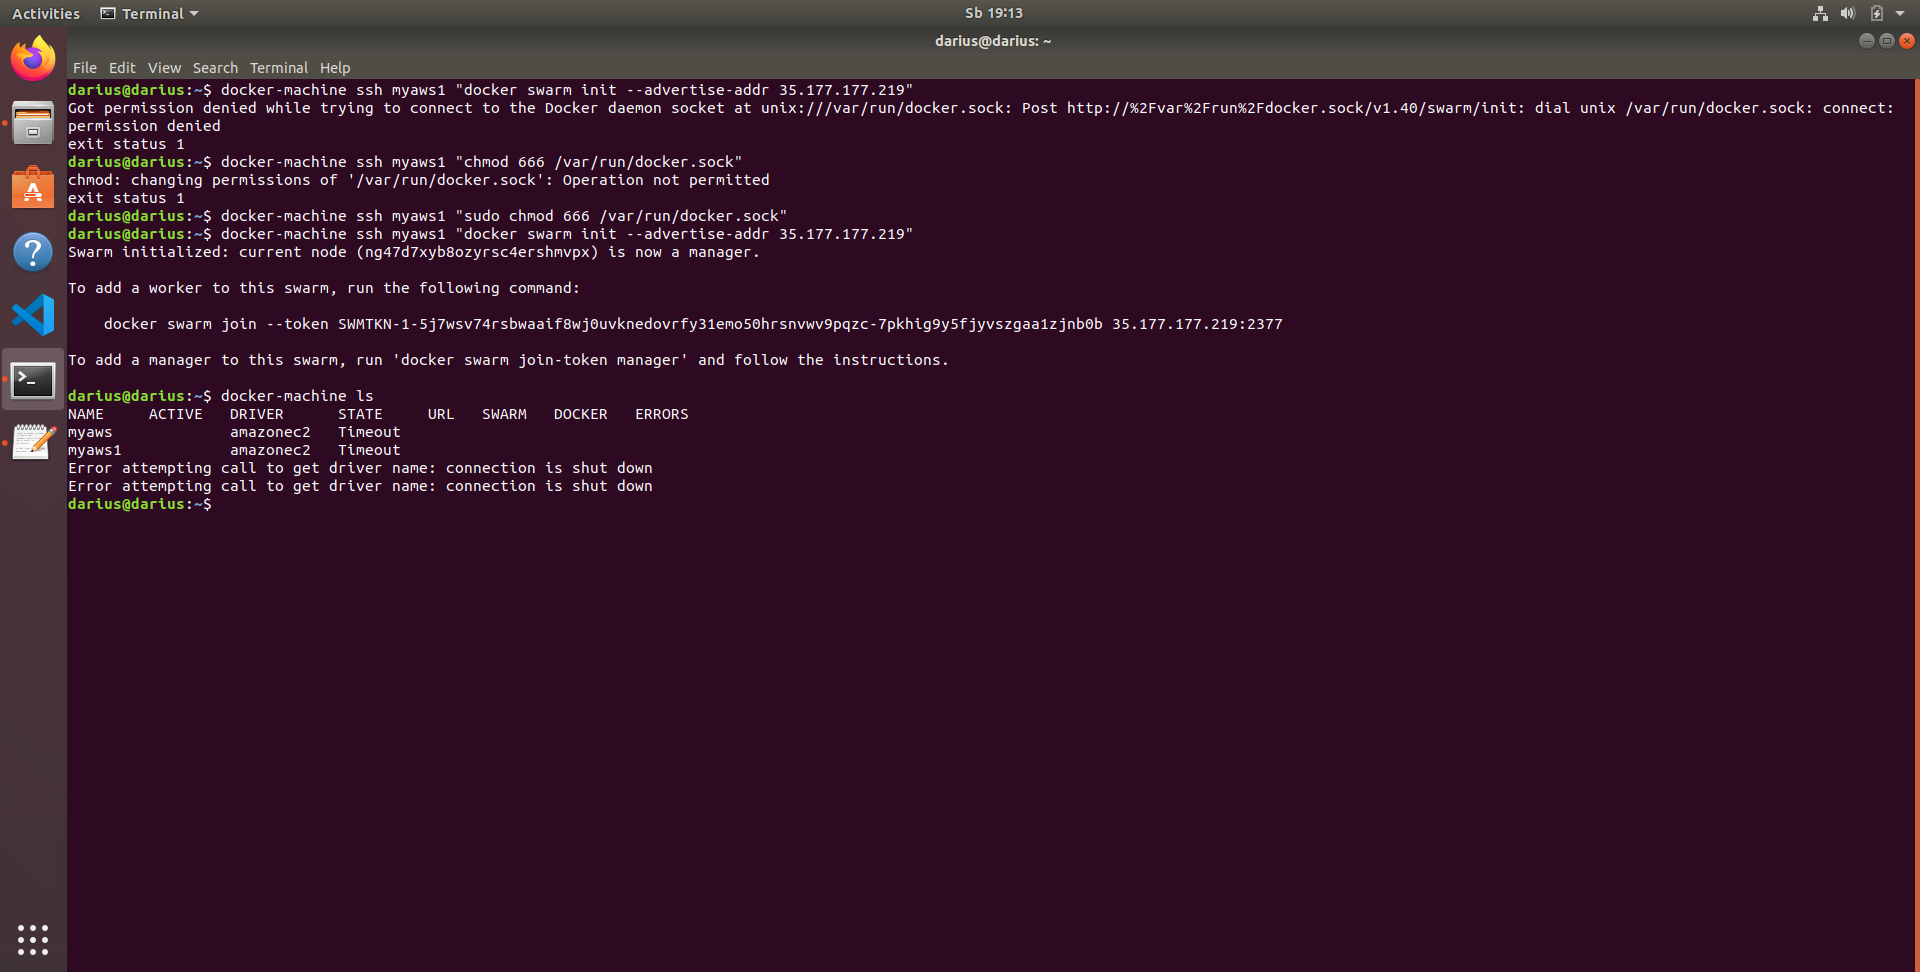 Activities Terminal Sb 19:13
darius@darius: ~
File Edit View Search Terminal Help
darius@darius:~$ docker-machine ssh myaws1 "docker swarm init --advertise-addr 35.177.177.219"
Got permission denied while trying to connect to the Docker daemon socket at unix:///var/run/docker.sock: Post http://%2Fvar%2Frun%2Fdocker.sock/v1.40/swarm/init: dial unix /var/run/docker.sock: connect:
permission denied
exit status 1
darius@darius:~$ docker-machine ssh myaws1 "chmod 666 /var/run/docker.sock"
chmod: changing permissions of '/var/run/docker.sock': Operation not permitted
exit status 1
darius@darius:~$ docker-machine ssh myaws1 "sudo chmod 666 /var/run/docker.sock"
darius@darius:~$ docker-machine ssh myaws1 "docker swarm init --advertise-addr 35.177.177.219"
Swarm initialized: current node (ng47d7xyb8ozyrsc4ershmvpx) is now a manager.
To add a worker to this swarm, run the following command:
docker swarm join --token SWMTKN-1-5j7wsv74rsbwaaif8wj0uvknedovrfy31emo50hrsnvwv9pqzc-7pkhig9y5fjyvszgaa1zjnb0b 35.177.177.219:2377
To add a manager to this swarm, run 'docker swarm join-token manager' and follow the instructions.
darius@darius:~$ docker-machine ls
NAME ACTIVE DRIVER STATE URL SWARM DOCKER ERRORS
myaws amazonec2 Timeout
myaws1 amazonec2 Timeout
Error attempting call to get driver name: connection is shut down
Error attempting call to get driver name: connection is shut down
darius@darius:~$